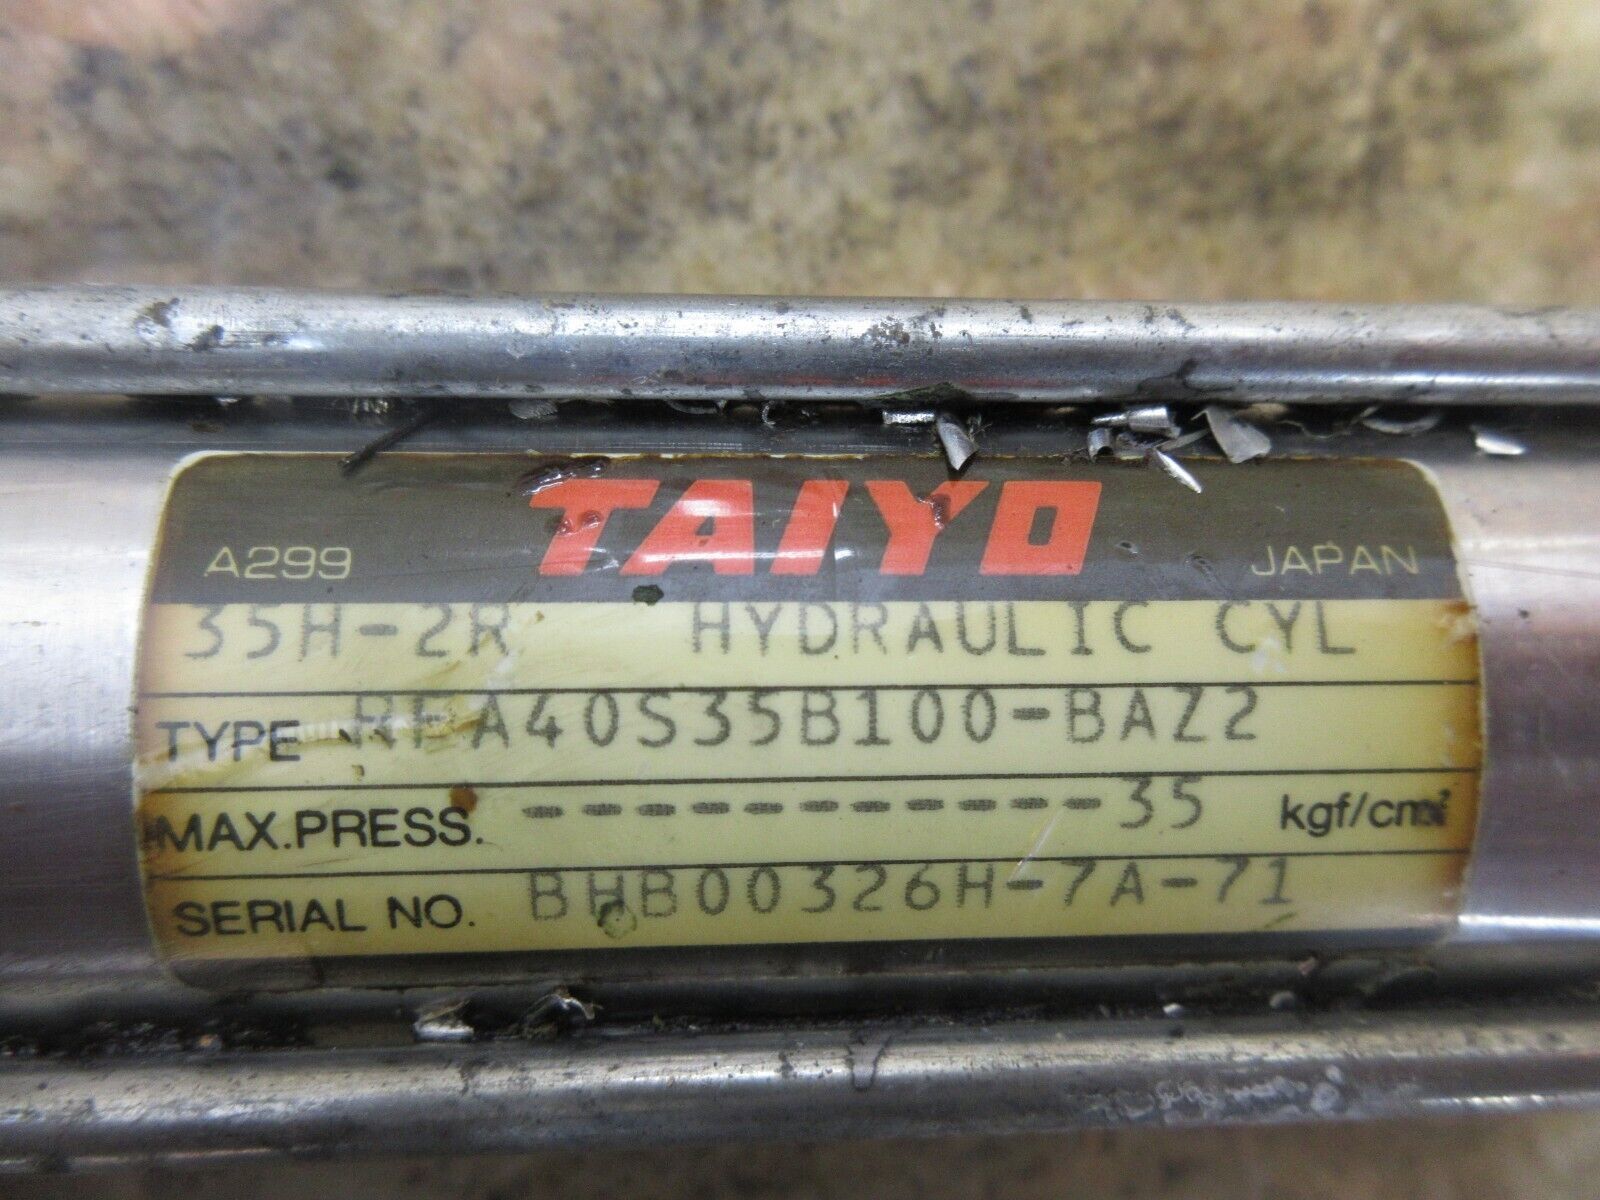 TAIYO
A299 JAPAN
35H-2R HYDRAULIC CYL
TYPE A40S35B100-BAZ2
MAX.PRESS. -----------35 kgf/cm²
SERIAL NO. BHB00326H-7A-71